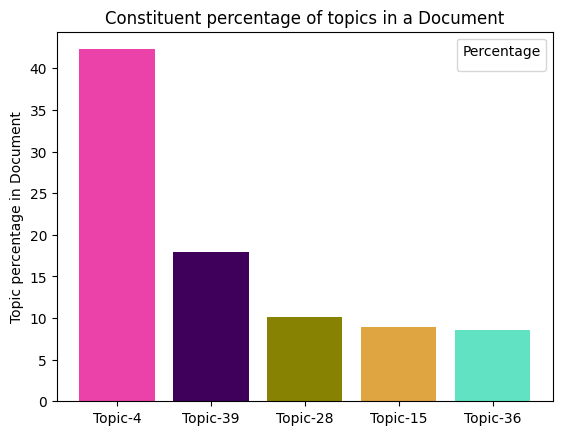 Constituent percentage of topics in a Document
Percentage
Topic percentage in Document
40
35
30
25
20
15
10
5
0
Topic-4 Topic-39 Topic-28 Topic-15 Topic-36